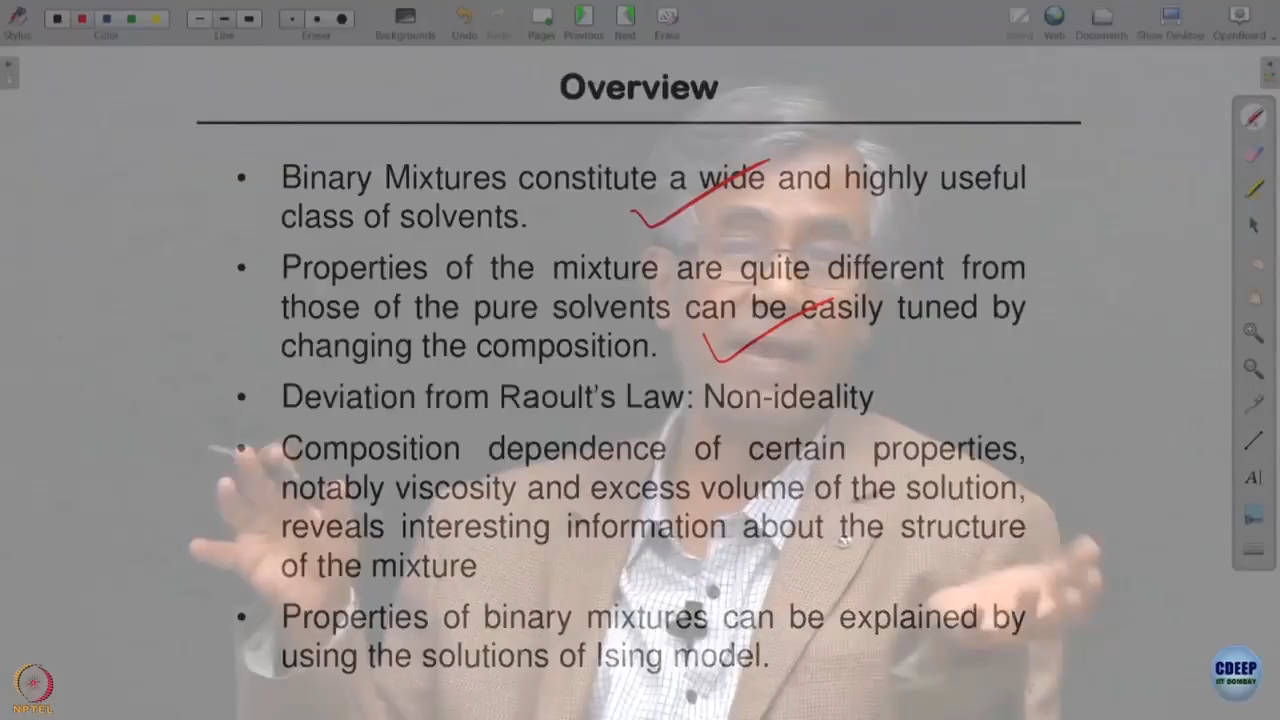 Stylus
Color
Line
Eraser
Backgrounds
Undo
Redo
Pages
Previous
Next
Erase
Board
Web
Documents
Show Desktop
OpenBoard
Overview
• Binary Mixtures constitute a wide and highly useful
class of solvents.
• Properties of the mixture are quite different from
those of the pure solvents can be easily tuned by
changing the composition.
• Deviation from Raoult's Law: Non-ideality
• Composition dependence of certain properties,
notably viscosity and excess volume of the solution,
reveals interesting information about the structure
of the mixture
• Properties of binary mixtures can be explained by
using the solutions of Ising model.
A
NPTEL
CDEEP
IIT BOMBAY